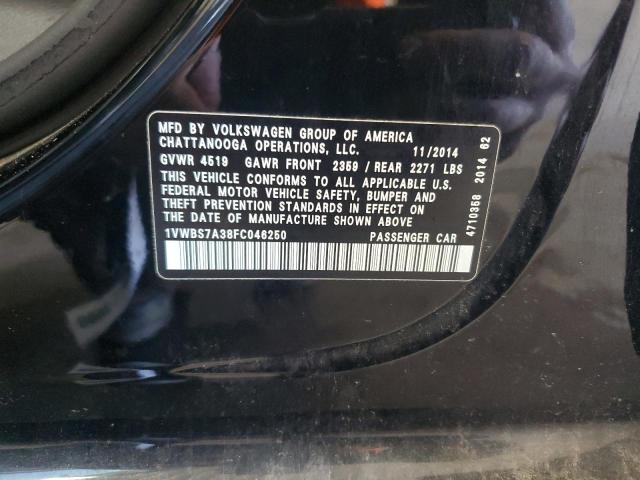 MFD BY VOLKSWAGEN GROUP OF AMERICA
CHATTANOOGA OPERATIONS, LLC. 11/2014
GVWR 4519 GAWR FRONT 2359 / REAR 2271 LBS
THIS VEHICLE CONFORMS TO ALL APPLICABLE U.S.
FEDERAL MOTOR VEHICLE SAFETY, BUMPER AND
THEFT PREVENTION STANDARDS IN EFFECT ON
THE DATE OF MANUFACTURE SHOWN ABOVE
1VWBS7A38FC046250 PASSENGER CAR
4710358 2014 62